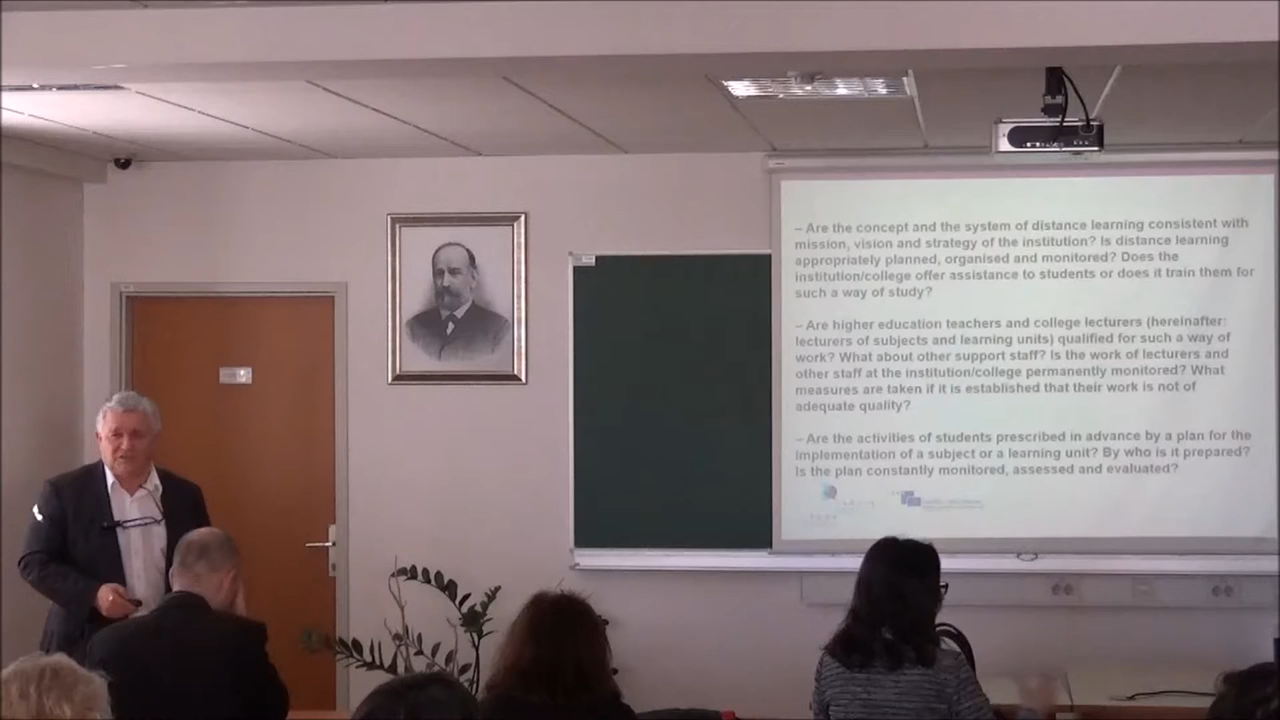 – Are the concept and the system of distance learning consistent with
mission, vision and strategy of the institution? Is distance learning
appropriately planned, organised and monitored? Does the
institution/college offer assistance to students or does it train them for
such a way of study?
– Are higher education teachers and college lecturers (hereinafter:
lecturers of subjects and learning units) qualified for such a way of
work? What about other support staff? Is the work of lecturers and
other staff at the institution/college permanently monitored? What
measures are taken if it is established that their work is not of
adequate quality?
– Are the activities of students prescribed in advance by a plan for the
implementation of a subject or a learning unit? By who is it prepared?
Is the plan constantly monitored, assessed and evaluated?